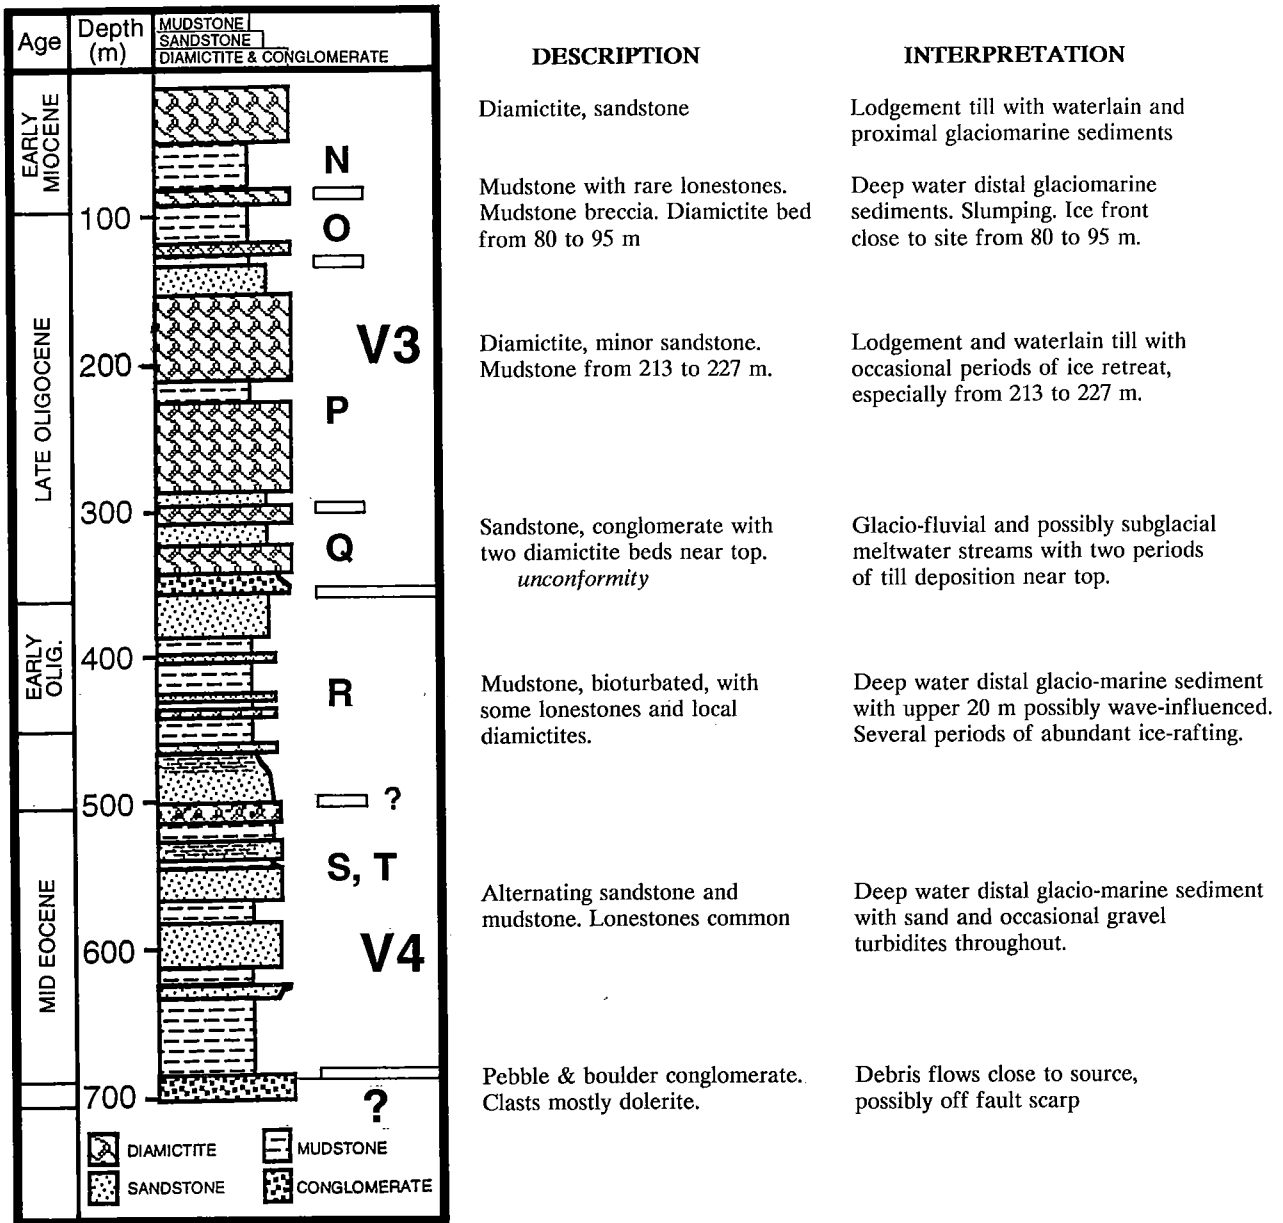 Age
Depth
(m)
MUDSTONE
SANDSTONE
DIAMICTITE & CONGLOMERATE
DESCRIPTION
INTERPRETATION
EARLY
MIOCENE
LATE OLIGOCENE
EARLY
OLIG.
MID EOCENE
100
200
300
400
500
600
700
N
O
V3
P
Q
R
?
S, T
V4
?
Diamictite, sandstone
Lodgement till with waterlain and
proximal glaciomarine sediments
Mudstone with rare lonestones.
Mudstone breccia. Diamictite bed
from 80 to 95 m
Deep water distal glaciomarine
sediments. Slumping. Ice front
close to site from 80 to 95 m.
Diamictite, minor sandstone.
Mudstone from 213 to 227 m.
Lodgement and waterlain till with
occasional periods of ice retreat,
especially from 213 to 227 m.
Sandstone, conglomerate with
two diamictite beds near top.
unconformity
Glacio-fluvial and possibly subglacial
meltwater streams with two periods
of till deposition near top.
Mudstone, bioturbated, with
some lonestones and local
diamictites.
Deep water distal glacio-marine sediment
with upper 20 m possibly wave-influenced.
Several periods of abundant ice-rafting.
Alternating sandstone and
mudstone. Lonestones common
Deep water distal glacio-marine sediment
with sand and occasional gravel
turbidites throughout.
Pebble & boulder conglomerate.
Clasts mostly dolerite.
Debris flows close to source,
possibly off fault scarp
DIAMICTITE
MUDSTONE
SANDSTONE
CONGLOMERATE